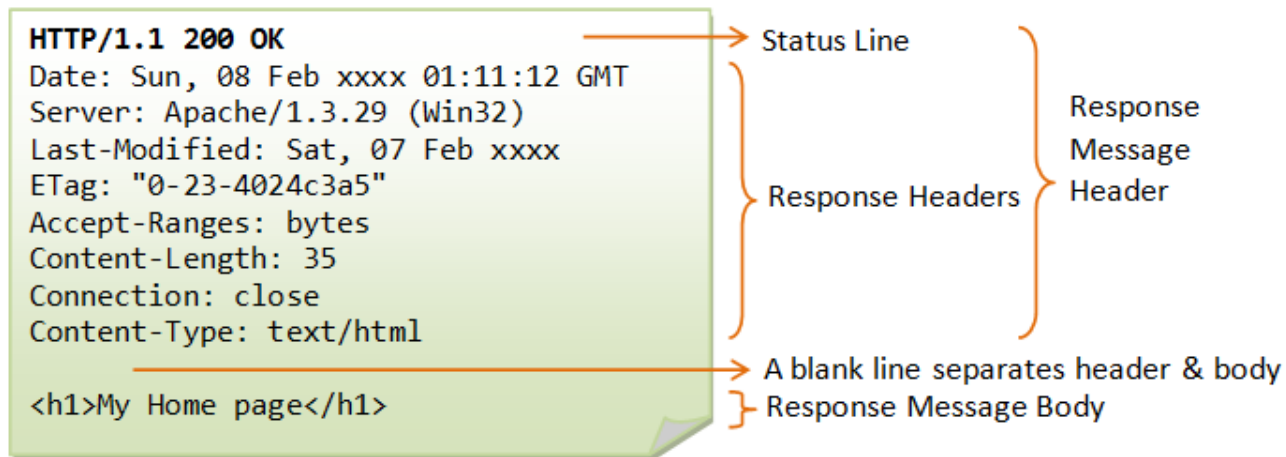 HTTP/1.1 200 OK
Date: Sun, 08 Feb xxxx 01:11:12 GMT
Server: Apache/1.3.29 (Win32)
Last-Modified: Sat, 07 Feb xxxx
ETag: "0-23-4024c3a5"
Accept-Ranges: bytes
Content-Length: 35
Connection: close
Content-Type: text/html
<h1>My Home page</h1>
Status Line
Response Headers
Response
Message
Header
A blank line separates header & body
Response Message Body